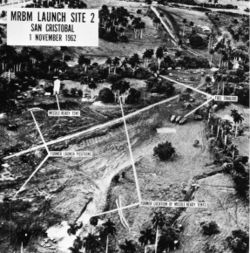 MRBM LAUNCH SITE 2
SAN CRISTOBAL
1 NOVEMBER 1962
MISSILE READY TENTS
FORMER LAUNCH POSITIONS
FORMER LOCATION OF MISSILE READY TENTS